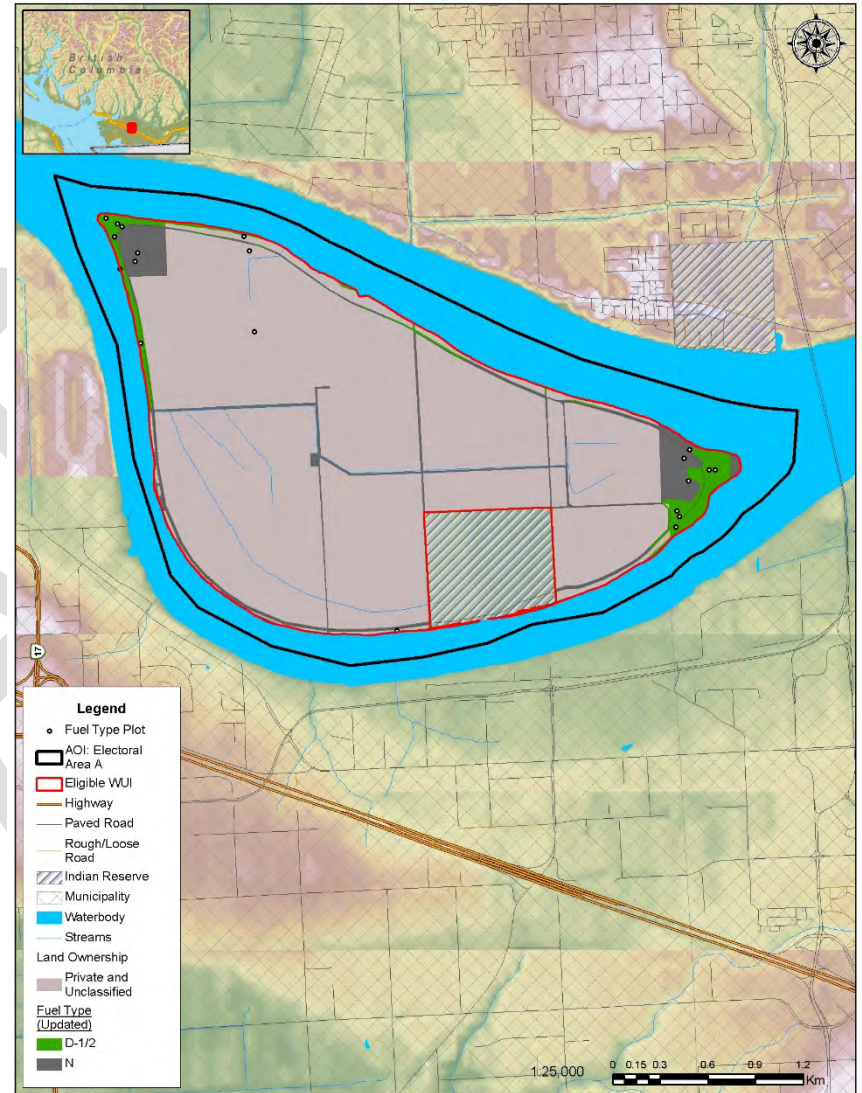 British
Columbia
17
Legend
Fuel Type Plot
AOI: Electoral
Area A
Eligible WUI
Highway
Paved Road
Rough/Loose
Road
Indian Reserve
Municipality
Waterbody
Streams
Land Ownership
Private and
Unclassified
Fuel Type
(Updated)
D-1/2
N
1:25,000
0 0.15 0.3 0.6 0.9 1.2
Km